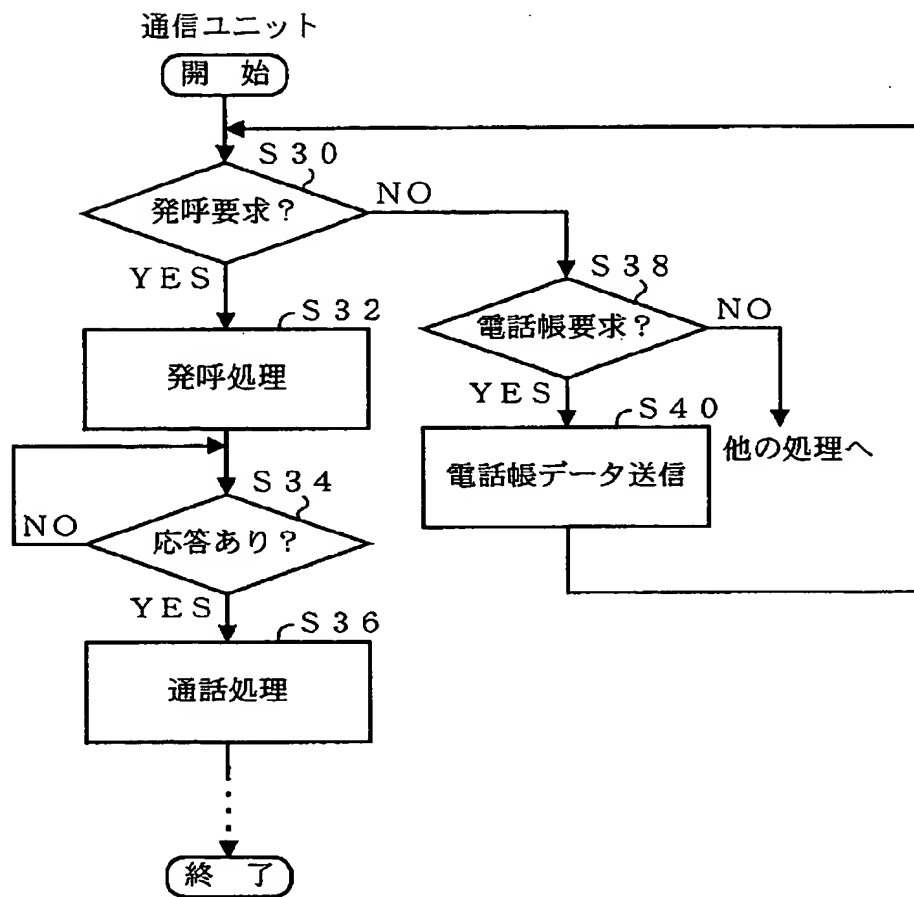 通信ユニット
開 始
S30
発呼要求?
NO
YES
S32
発呼処理
S34
応答あり?
NO
YES
S36
通話処理
終 了
S38
電話帳要求?
NO
YES
他の処理へ
S40
電話帳データ送信